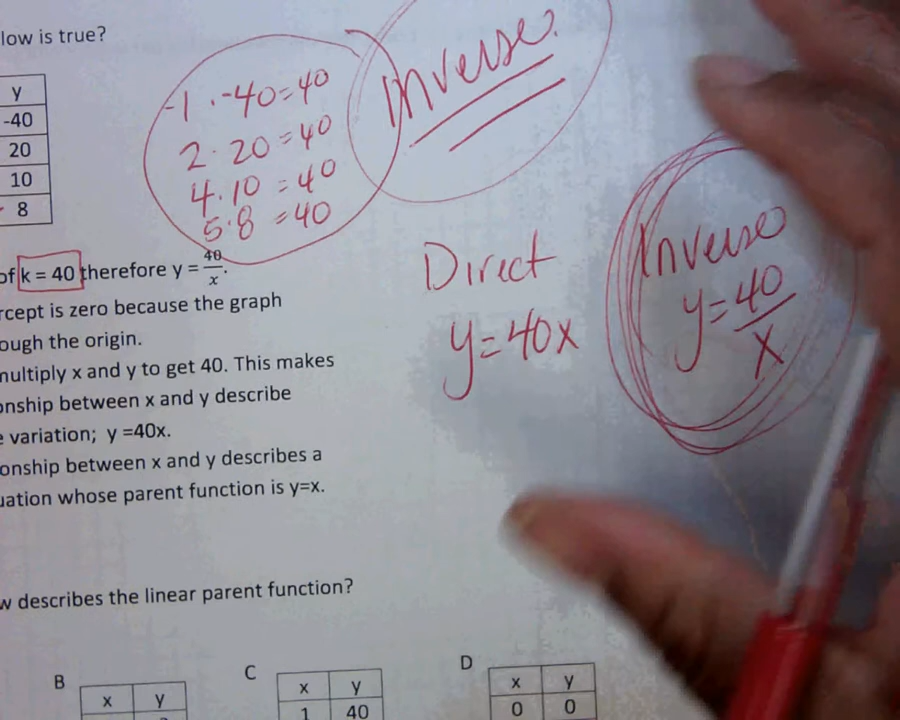 low is true?
y
-40
20
10
8
-1 · -40 = 40
2 · 20 = 40
4 · 10 = 40
5 · 8 = 40
Inverse.
of k = 40 therefore y = 40/x.
rcept is zero because the graph
ough the origin.
multiply x and y to get 40. This makes
onship between x and y describe
e variation; y =40x.
onship between x and y describes a
uation whose parent function is y=x.
Direct
y = 40x
Inverse
y = 40/x
w describes the linear parent function?
B
x y
C
x y
1 40
D
x y
0 0